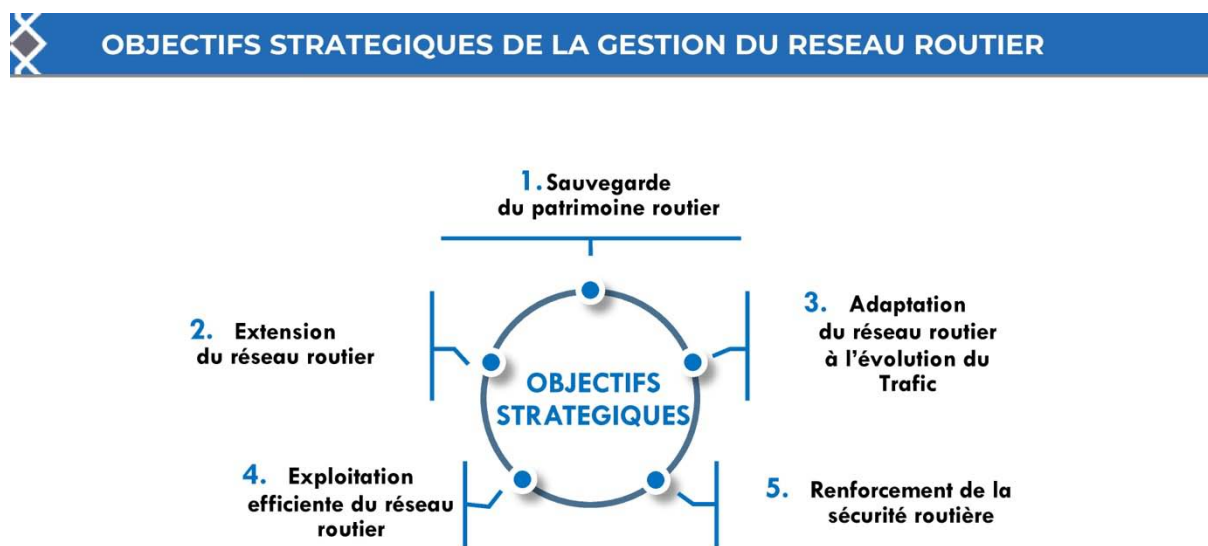 OBJECTIFS STRATEGIQUES DE LA GESTION DU RESEAU ROUTIER
1. Sauvegarde
du patrimoine routier
2. Extension
du réseau routier
3. Adaptation
du réseau routier
à l'évolution du
Trafic
OBJECTIFS
STRATEGIQUES
4. Exploitation
efficiente du réseau
routier
5. Renforcement de la
sécurité routière